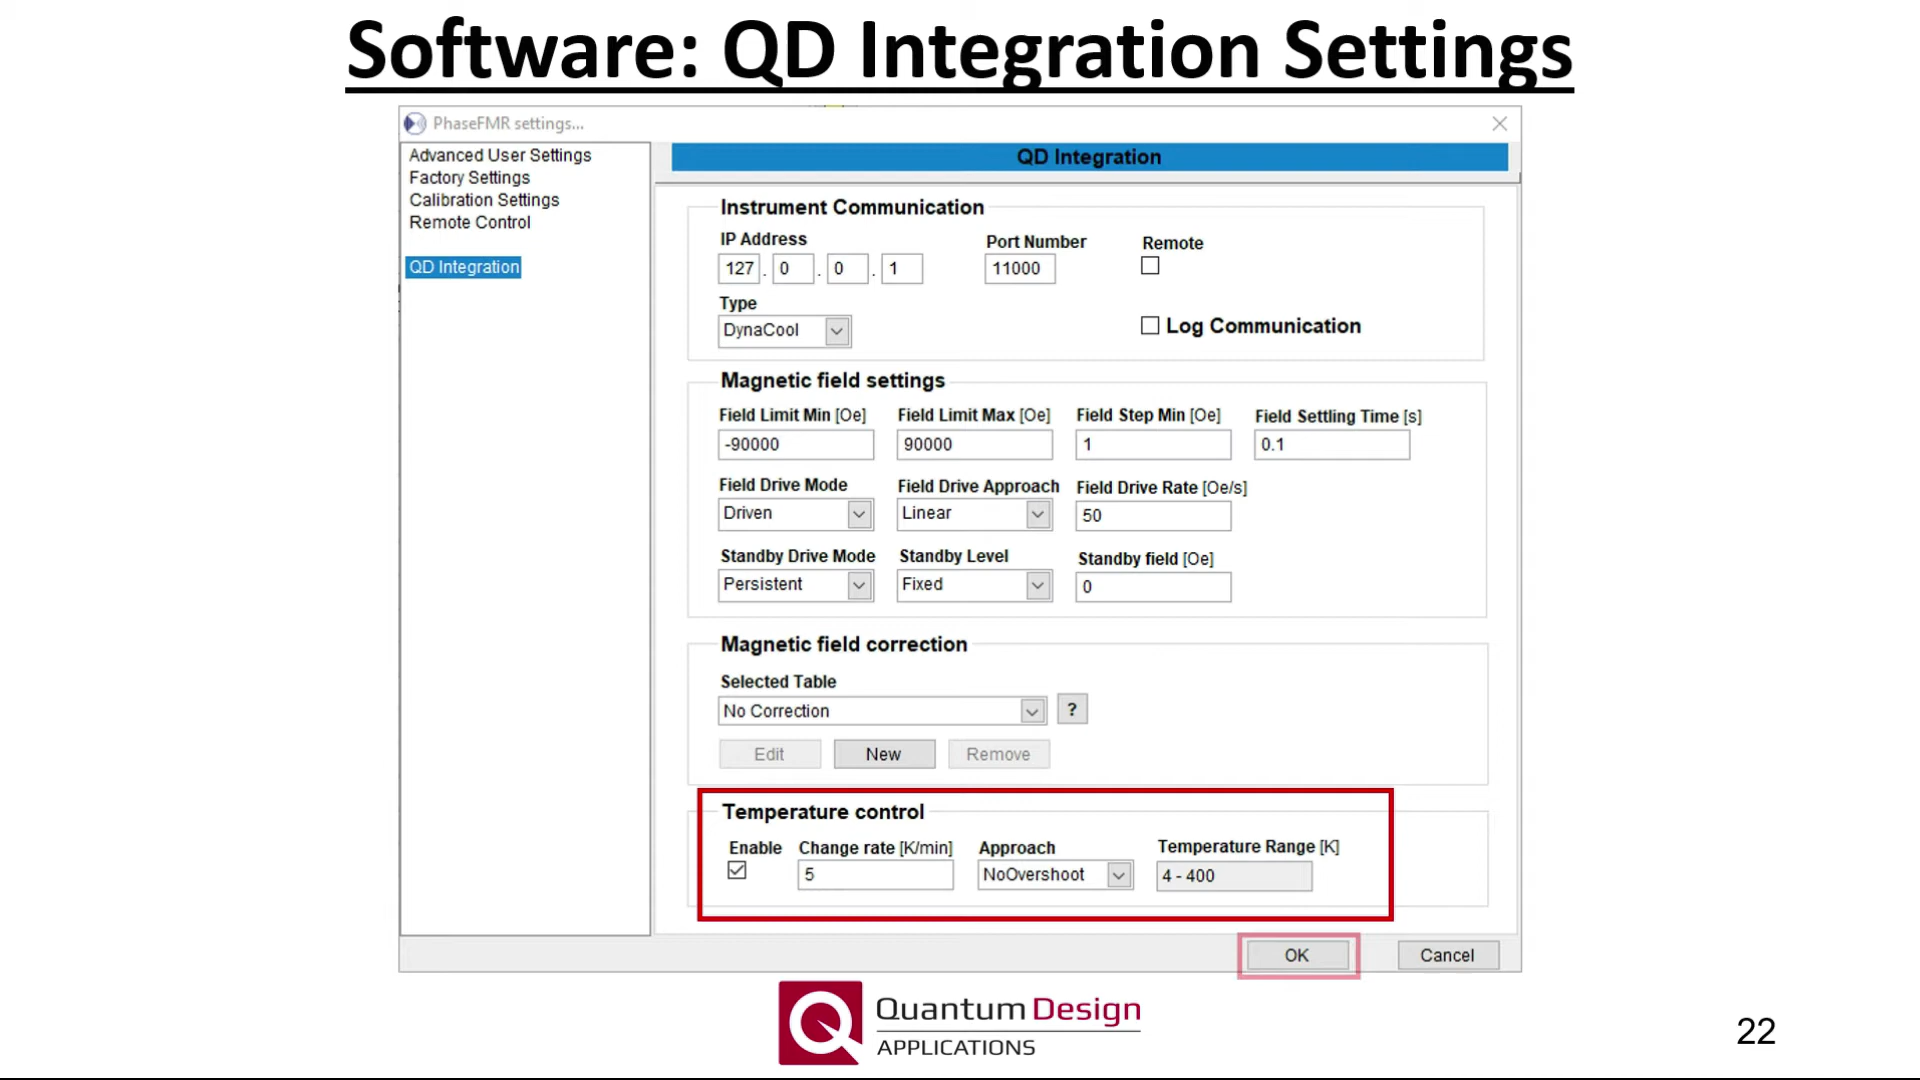 Software: QD Integration Settings
PhaseFMR settings...
Advanced User Settings
Factory Settings
Calibration Settings
Remote Control
QD Integration
QD Integration
Instrument Communication
IP Address Port Number Remote
127 . 0 . 0 . 1 11000
Type
DynaCool Log Communication
Magnetic field settings
Field Limit Min [Oe] Field Limit Max [Oe] Field Step Min [Oe] Field Settling Time [s]
-90000 90000 1 0.1
Field Drive Mode Field Drive Approach Field Drive Rate [Oe/s]
Driven Linear 50
Standby Drive Mode Standby Level Standby field [Oe]
Persistent Fixed 0
Magnetic field correction
Selected Table
No Correction ?
Edit New Remove
Temperature control
Enable Change rate [K/min] Approach Temperature Range [K]
5 NoOvershoot 4 - 400
OK Cancel
Quantum Design
APPLICATIONS
22